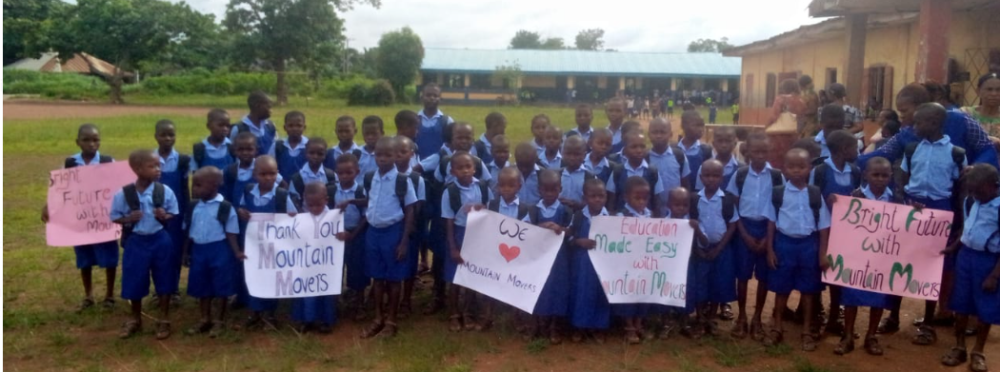 Bright
Future
with
Mou
Thank You
Mountain
Movers
We
MOUNTAIN MOVERS
Education
Made Easy
with
Mountain Movers
Bright Future
with
Mountain Movers